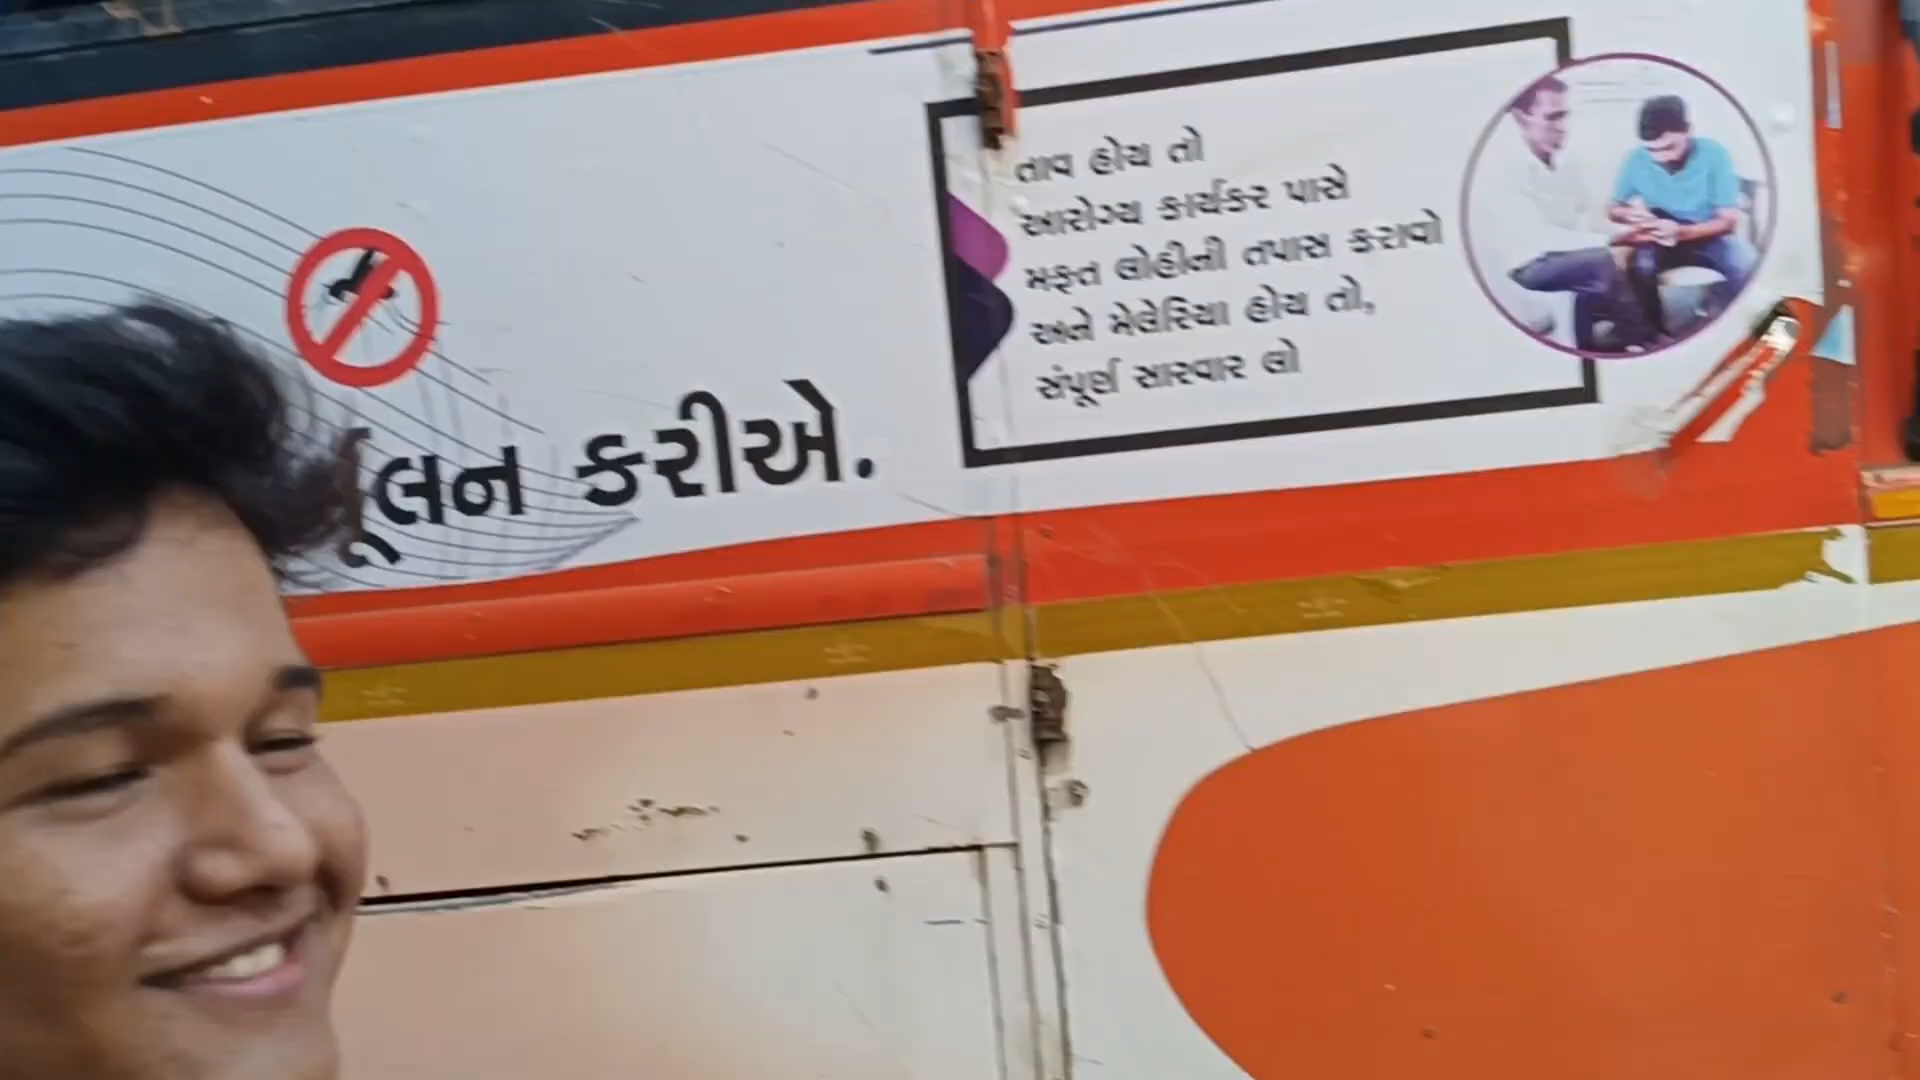 ૂલન કરીએ.
તાવ હોય તો
આરોગ્ય કાર્યકર પાસે
મફત લોહીની તપાસ કરાવો
અને મેલેરિયા હોય તો,
સંપૂર્ણ સારવાર લો